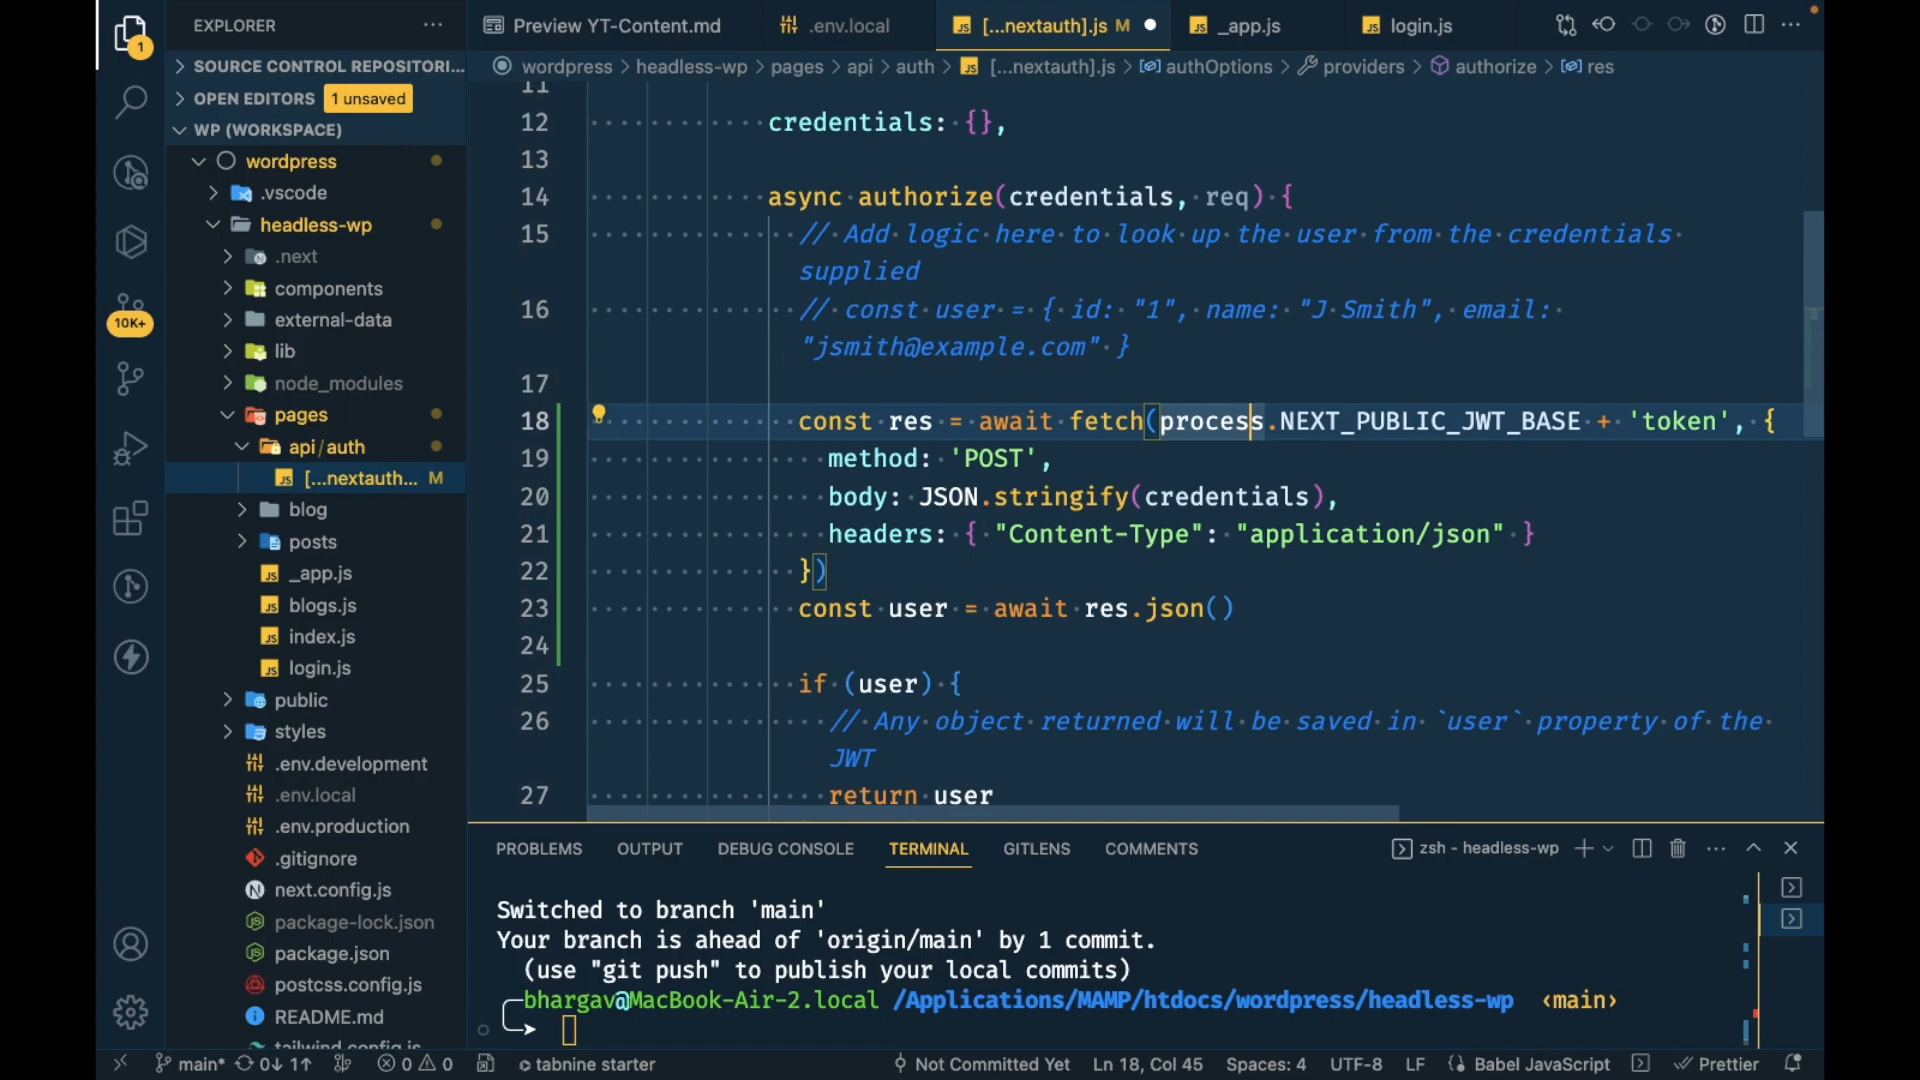 EXPLORER
Preview YT-Content.md
.env.local
[...nextauth].js M
_app.js
login.js
1
SOURCE CONTROL REPOSITORI...
wordpress > headless-wp > pages > api > auth > [...nextauth].js > authOptions > providers > authorize > res
OPEN EDITORS 1 unsaved
WP (WORKSPACE)
wordpress
.vscode
headless-wp
.next
components
external-data
10K+
lib
node_modules
pages
api/auth
[...nextauth... M
blog
posts
_app.js
blogs.js
index.js
login.js
public
styles
.env.development
.env.local
.env.production
.gitignore
next.config.js
package-lock.json
package.json
postcss.config.js
README.md
tailwind.config.js
11
12 credentials: {},
13
14 async authorize(credentials, req) {
15 // Add logic here to look up the user from the credentials
supplied
16 // const user = { id: "1", name: "J Smith", email:
"jsmith@example.com" }
17
18 const res = await fetch(process.NEXT_PUBLIC_JWT_BASE + 'token', {
19 method: 'POST',
20 body: JSON.stringify(credentials),
21 headers: { "Content-Type": "application/json" }
22 })
23 const user = await res.json()
24
25 if (user) {
26 // Any object returned will be saved in `user` property of the
JWT
27 return user
PROBLEMS OUTPUT DEBUG CONSOLE TERMINAL GITLENS COMMENTS
zsh - headless-wp
Switched to branch 'main'
Your branch is ahead of 'origin/main' by 1 commit.
(use "git push" to publish your local commits)
bhargav@MacBook-Air-2.local /Applications/MAMP/htdocs/wordpress/headless-wp ‹main›
main* 0↓ 1↑ 0 0 tabnine starter Not Committed Yet Ln 18, Col 45 Spaces: 4 UTF-8 LF Babel JavaScript Prettier